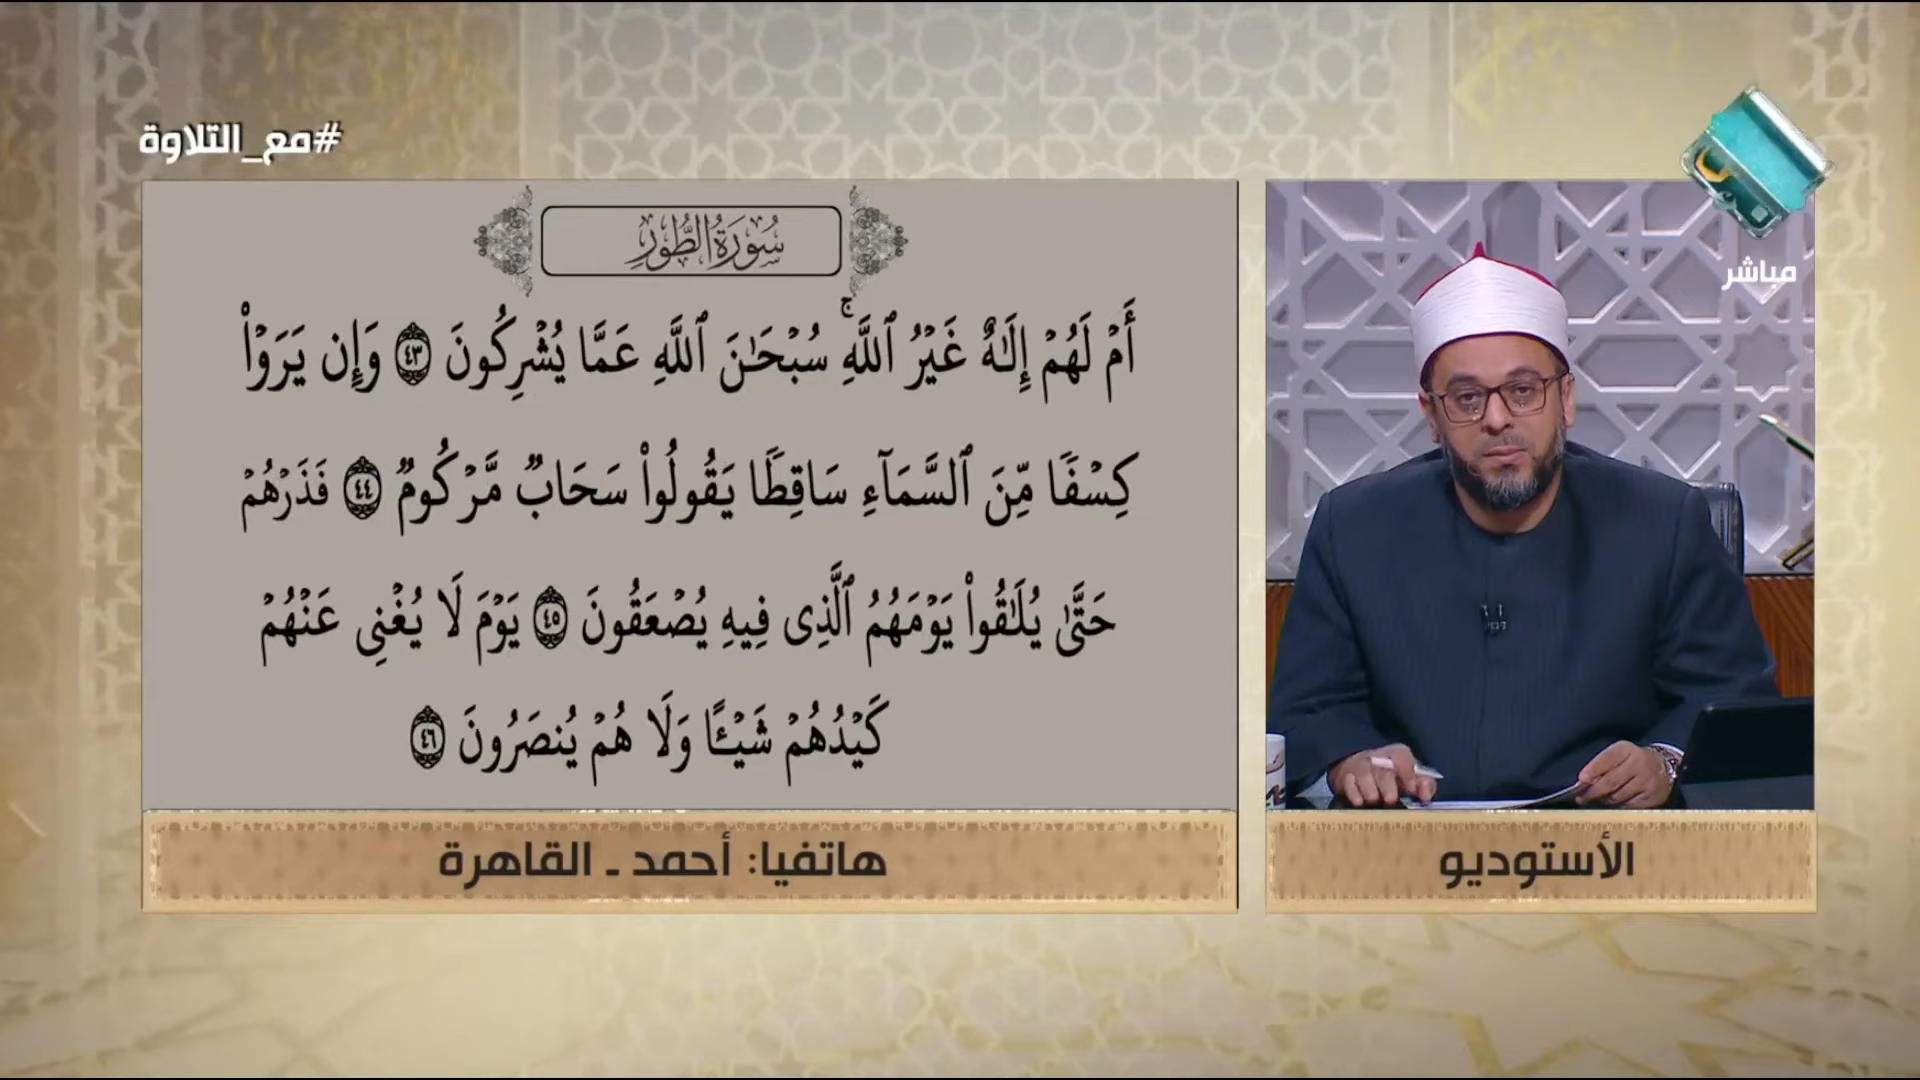 #مع_التلاوة
مباشر
سُورَةُ الطُّورِ
أَمۡ لَهُمۡ إِلَٰهٌ غَيۡرُ ٱللَّهِۚ سُبۡحَٰنَ ٱللَّهِ عَمَّا يُشۡرِكُونَ ٤٣ وَإِن يَرَوۡاْ
كِسۡفٗا مِّنَ ٱلسَّمَآءِ سَاقِطٗا يَقُولُواْ سَحَابٞ مَّرۡكُومٞ ٤٤ فَذَرۡهُمۡ
حَتَّىٰ يُلَٰقُواْ يَوۡمَهُمُ ٱلَّذِي فِيهِ يُصۡعَقُونَ ٤٥ يَوۡمَ لَا يُغۡنِي عَنۡهُمۡ
كَيۡدُهُمۡ شَيۡـٔٗا وَلَا هُمۡ يُنصَرُونَ ٤٦
الأستوديو
هاتفيا: أحمد ـ القاهرة